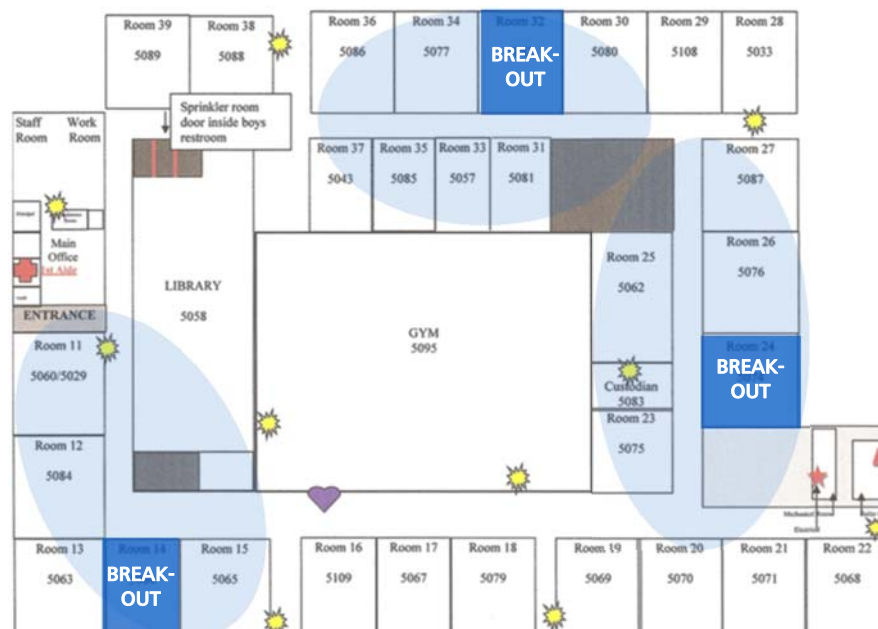 Room 39
5089
Room 38
5088
Room 36
5086
Room 34
5077
Room 32
BREAK-
OUT
Room 30
5080
Room 29
5108
Room 28
5033
Sprinkler room
door inside boys
restroom
Staff
Room
Work
Room
Room 37
5043
Room 35
5085
Room 33
5057
Room 31
5081
Room 27
5087
Principal
Main
Office
1st Aide
ENTRANCE
LIBRARY
5058
GYM
5095
Room 25
5062
Room 26
5076
Room 11
5060/5029
Custodian
5083
Room 24
BREAK-
OUT
Room 12
5084
Room 23
5075
Electrical
Room 13
5063
Room 14
BREAK-
OUT
Room 15
5065
Room 16
5109
Room 17
5067
Room 18
5079
Room 19
5069
Room 20
5070
Room 21
5071
Room 22
5068